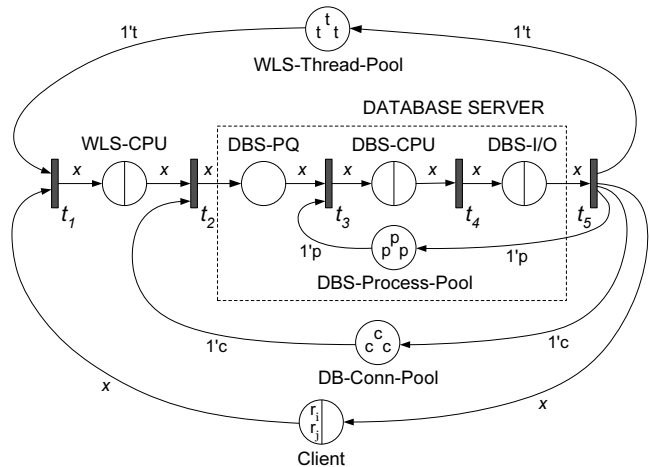 t
t t
1't
1't
WLS-Thread-Pool
DATABASE SERVER
WLS-CPU
DBS-PQ
DBS-CPU
DBS-I/O
x
x
x
x
x
x
x
x
t1
t2
t3
t4
t5
p
p p
1'p
1'p
DBS-Process-Pool
c
c c
1'c
1'c
DB-Conn-Pool
x
x
ri
rj
Client